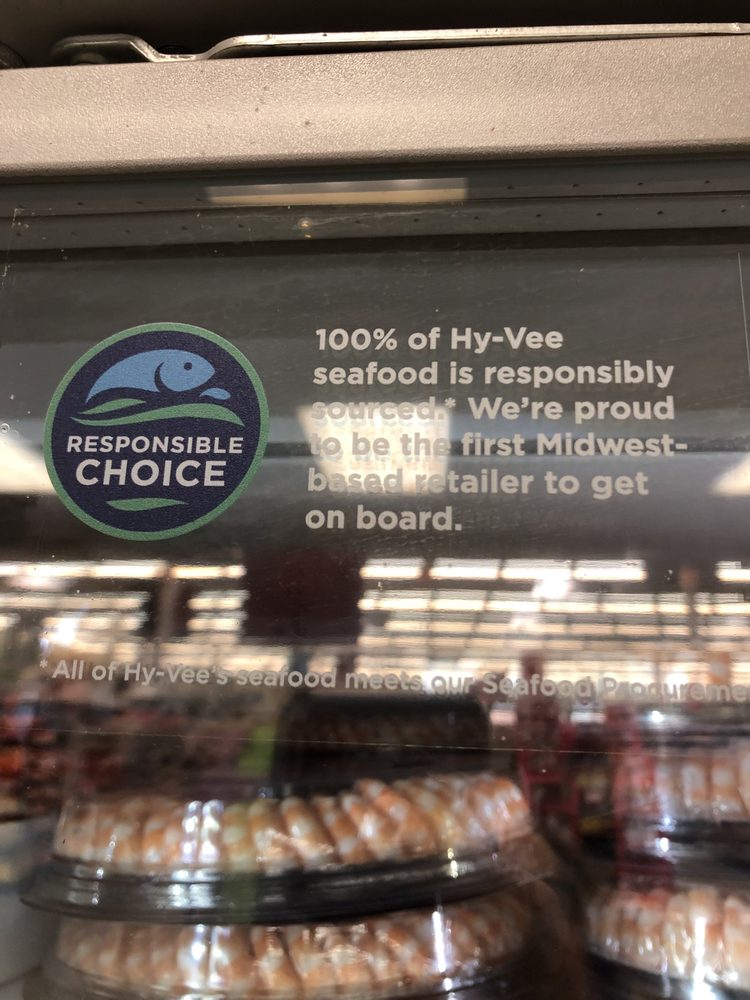 RESPONSIBLE
CHOICE
100% of Hy-Vee
seafood is responsibly
sourced.* We're proud
to be the first Midwest-
based retailer to get
on board.
*All of Hy-Vee's seafood meets our Seafood Procureme